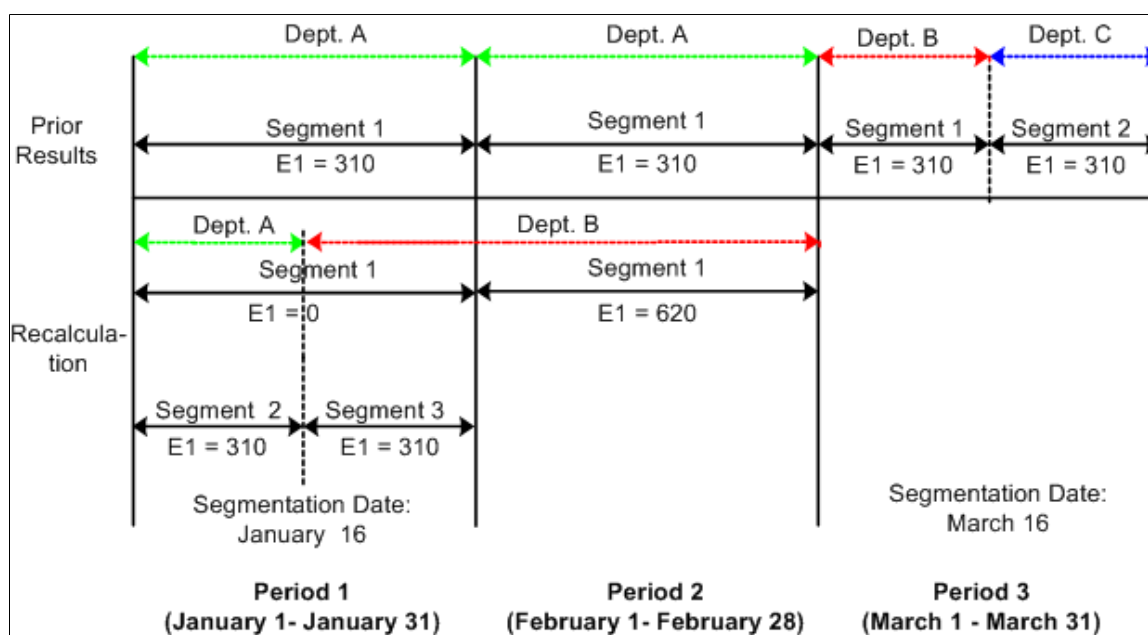 Dept. A
Dept. A
Dept. B
Dept. C
Prior
Results
Segment 1
E1 = 310
Segment 1
E1 = 310
Segment 1
E1 = 310
Segment 2
E1 = 310
Dept. A
Dept. B
Recalcula-
tion
Segment 1
E1 = 0
Segment 1
E1 = 620
Segment 2
E1 = 310
Segment 3
E1 = 310
Segmentation Date:
January 16
Segmentation Date:
March 16
Period 1
(January 1- January 31)
Period 2
(February 1- February 28)
Period 3
(March 1 - March 31)